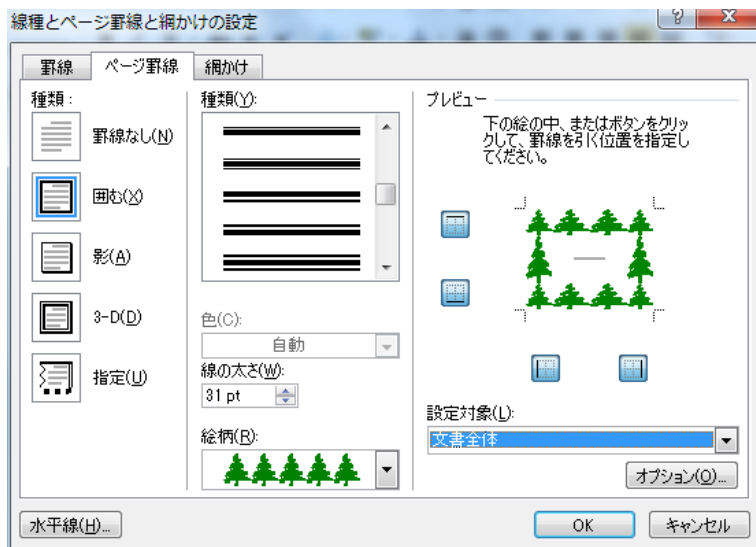 線種とページ罫線と網かけの設定
罫線
ページ罫線
網かけ
種類:
罫線なし(N)
囲む(X)
影(A)
3-D(D)
指定(U)
種類(Y):
色(C):
自動
線の太さ(W):
31 pt
絵柄(R):
プレビュー
下の絵の中、またはボタンをクリッ
クして、罫線を引く位置を指定し
てください。
設定対象(L):
文書全体
オプション(O)...
水平線(H)...
OK
キャンセル